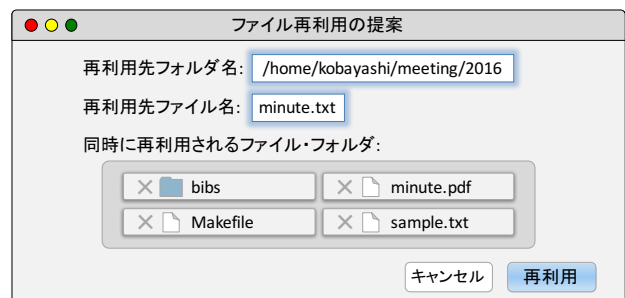 ファイル再利用の提案
再利用先フォルダ名: /home/kobayashi/meeting/2016
再利用先ファイル名: minute.txt
同時に再利用されるファイル・フォルダ:
bibs minute.pdf
Makefile sample.txt
キャンセル 再利用